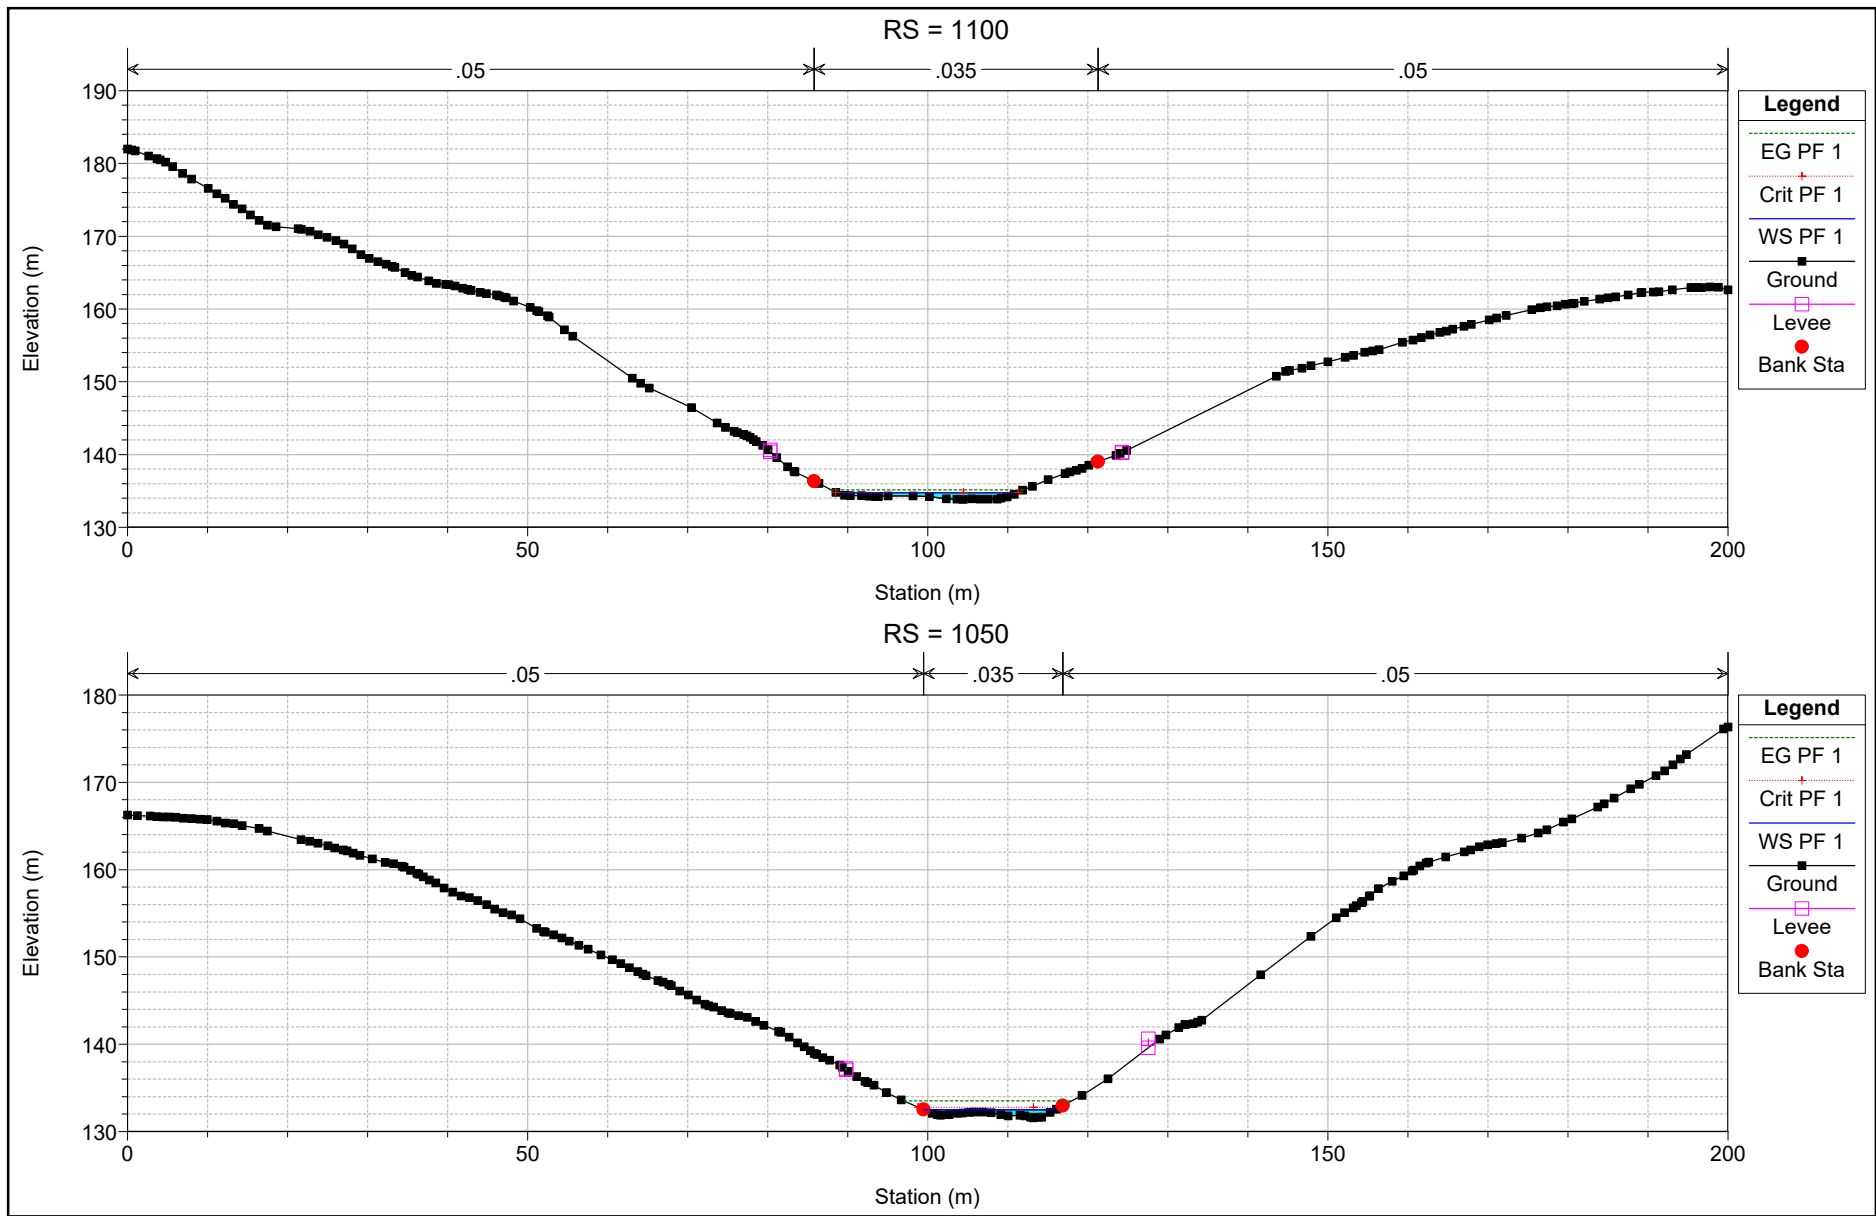 RS = 1100
.05 .035 .05
190
180
170
160
150
140
130
Elevation (m)
0 50 100 150 200
Station (m)
Legend
EG PF 1
Crit PF 1
WS PF 1
Ground
Levee
Bank Sta
RS = 1050
.05 .035 .05
180
170
160
150
140
130
Elevation (m)
0 50 100 150 200
Station (m)
Legend
EG PF 1
Crit PF 1
WS PF 1
Ground
Levee
Bank Sta